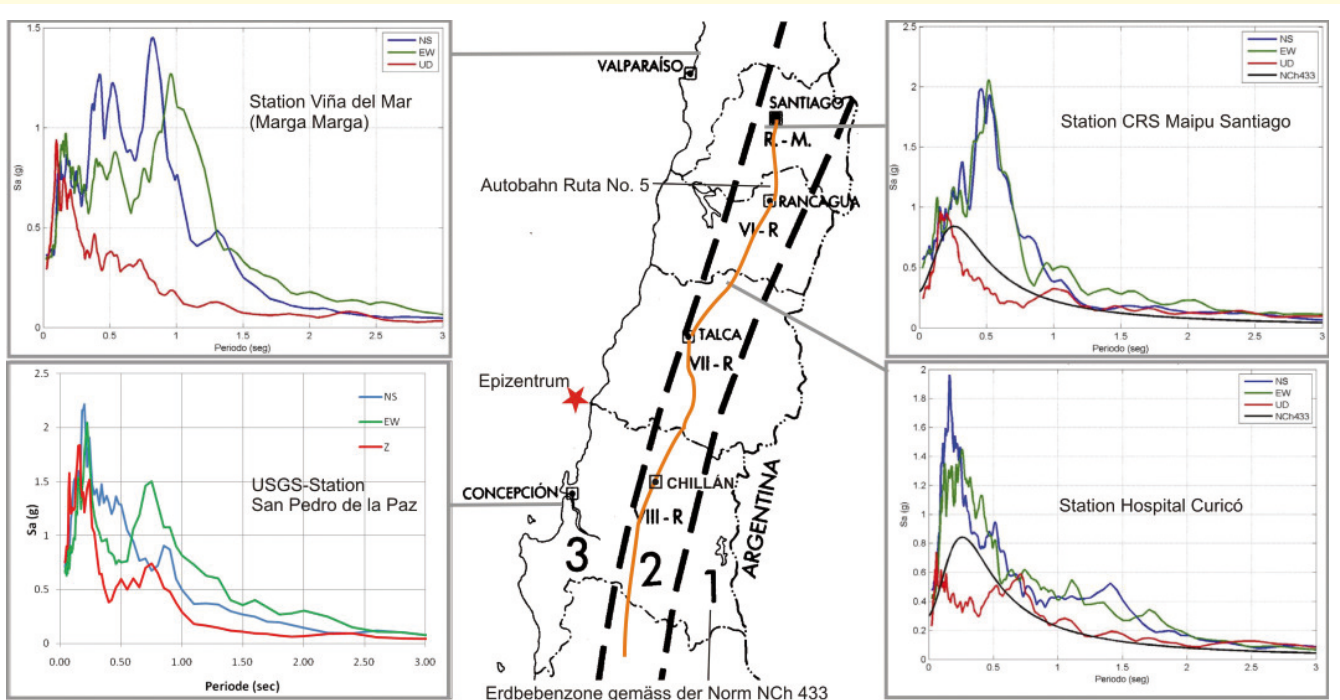 1.5
1
0.5
0
0
0.5
1
1.5
2
2.5
3
Sa (g)
Periodo (seg)
NS
EW
UD
Station Viña del Mar
(Marga Marga)
2.5
2
1.5
1
0.5
0
0.00
0.50
1.00
1.50
2.00
2.50
3.00
Sa (g)
Periode (sec)
NS
EW
Z
USGS-Station
San Pedro de la Paz
VALPARAÍSO
SANTIAGO
R.-M.
Autobahn Ruta No. 5
RANCAGUA
VI-R
TALCA
VII-R
Epizentrum
CONCEPCIÓN
CHILLÁN
VIII-R
ARGENTINA
3
2
1
Erdbebenzone gemäss der Norm NCh 433
2.5
2
1.5
1
0.5
0
0
0.5
1
1.5
2
2.5
3
Sa (g)
Periodo (seg)
NS
EW
UD
NCh433
Station CRS Maipu Santiago
2
1.8
1.6
1.4
1.2
1
0.8
0.6
0.4
0.2
0
0
0.5
1
1.5
2
2.5
3
Sa (g)
Periodo (seg)
NS
EW
UD
NCh433
Station Hospital Curicó